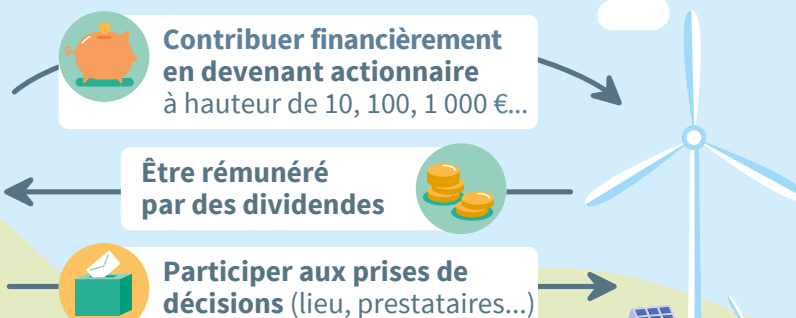 Contribuer financièrement
en devenant actionnaire
à hauteur de 10, 100, 1 000 €...
Être rémunéré
par des dividendes
Participer aux prises de
décisions (lieu, prestataires...)